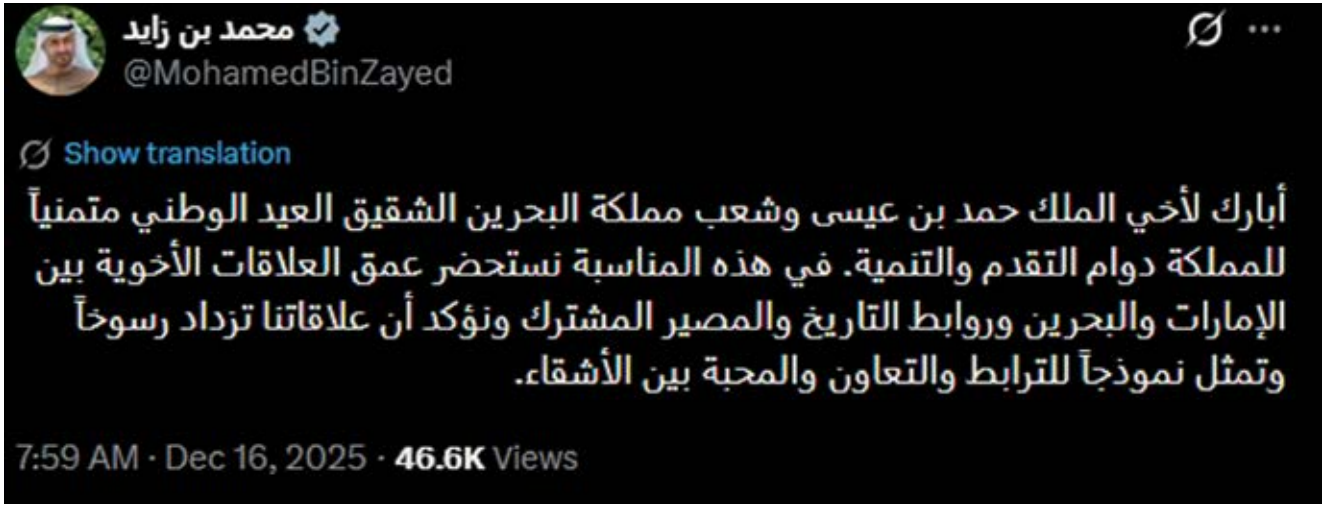 محمد بن زايد
@MohamedBinZayed
Show translation
أبارك لأخي الملك حمد بن عيسى وشعب مملكة البحرين الشقيق العيد الوطني متمنياً
للمملكة دوام التقدم والتنمية. في هذه المناسبة نستحضر عمق العلاقات الأخوية بين
الإمارات والبحرين وروابط التاريخ والمصير المشترك ونؤكد أن علاقاتنا تزداد رسوخاً
وتمثل نموذجاً للترابط والتعاون والمحبة بين الأشقاء.
7:59 AM · Dec 16, 2025 · 46.6K Views